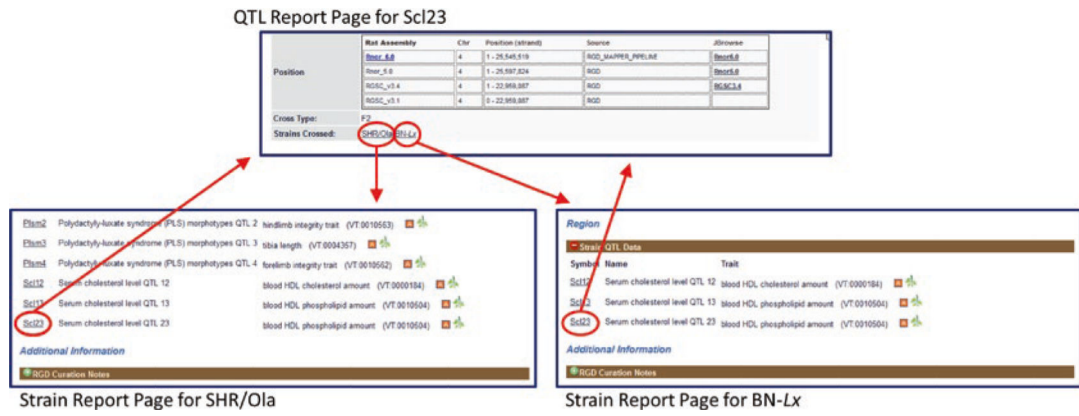 QTL Report Page for Scl23
Rat Assembly Chr Position (strand) Source JBrowse
Rnor_6.0 4 1 - 25,545,519 RGD_MAPPER_PIPELINE Rnor6.0
Position
Rnor_5.0 4 1 - 25,597,824 RGD Rnor5.0
RGSC_v3.4 4 1 - 22,959,087 RGD RGSC3.4
RGSC_v3.1 4 0 - 22,959,087 RGD
Cross Type: F2
Strains Crossed: SHR/Ola BN-Lx
Plsm2 Polydactyly-luxate syndrome (PLS) morphotypes QTL 2 hindlimb integrity trait (VT:0010563)
Plsm3 Polydactyly-luxate syndrome (PLS) morphotypes QTL 3 tibia length (VT:0004357)
Plsm4 Polydactyly-luxate syndrome (PLS) morphotypes QTL 4 forelimb integrity trait (VT:0010562)
Scl12 Serum cholesterol level QTL 12 blood HDL cholesterol amount (VT:0000184)
Scl13 Serum cholesterol level QTL 13 blood HDL phospholipid amount (VT:0010504)
Scl23 Serum cholesterol level QTL 23 blood HDL phospholipid amount (VT:0010504)
Additional Information
RGD Curation Notes
Strain Report Page for SHR/Ola
Region
Strain QTL Data
Symbol Name Trait
Scl12 Serum cholesterol level QTL 12 blood HDL cholesterol amount (VT:0000184)
Scl13 Serum cholesterol level QTL 13 blood HDL phospholipid amount (VT:0010504)
Scl23 Serum cholesterol level QTL 23 blood HDL phospholipid amount (VT:0010504)
Additional Information
RGD Curation Notes
Strain Report Page for BN-Lx